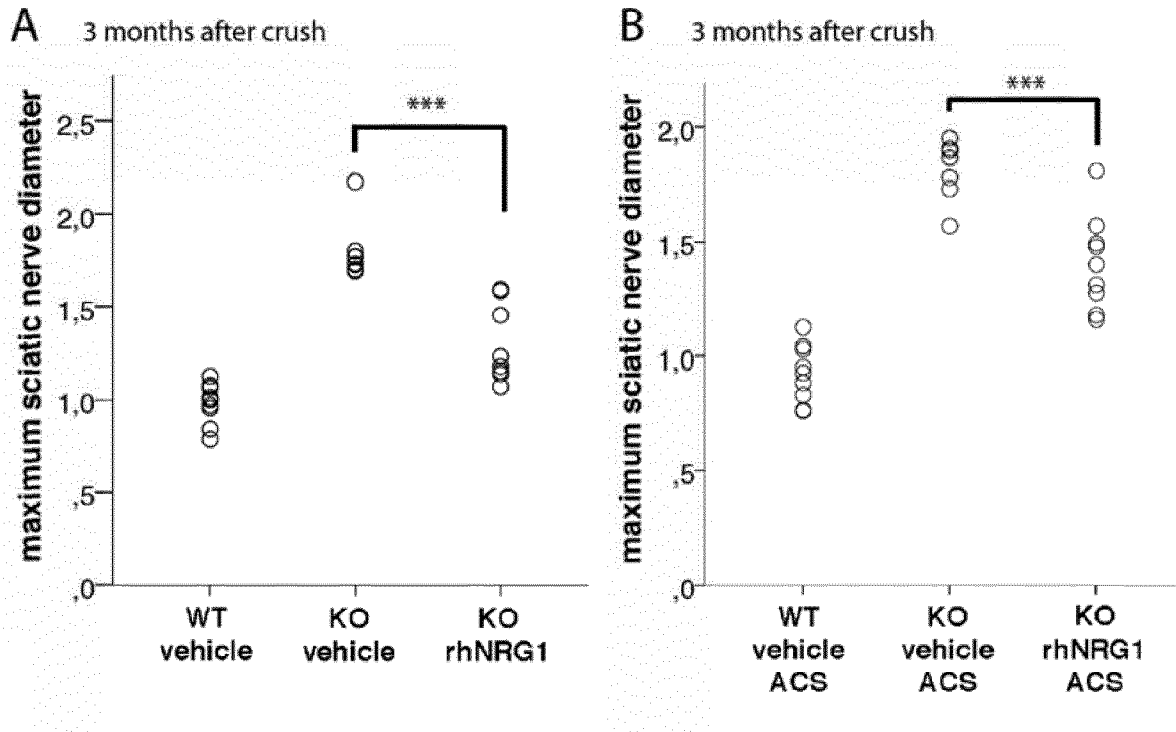 A 3 months after crush
maximum sciatic nerve diameter
***
2,5
2,0
1,5
1,0
,5
,0
WT
vehicle
KO
vehicle
KO
rhNRG1
B 3 months after crush
maximum sciatic nerve diameter
***
2,0
1,5
1,0
,5
,0
WT
vehicle
ACS
KO
vehicle
ACS
KO
rhNRG1
ACS